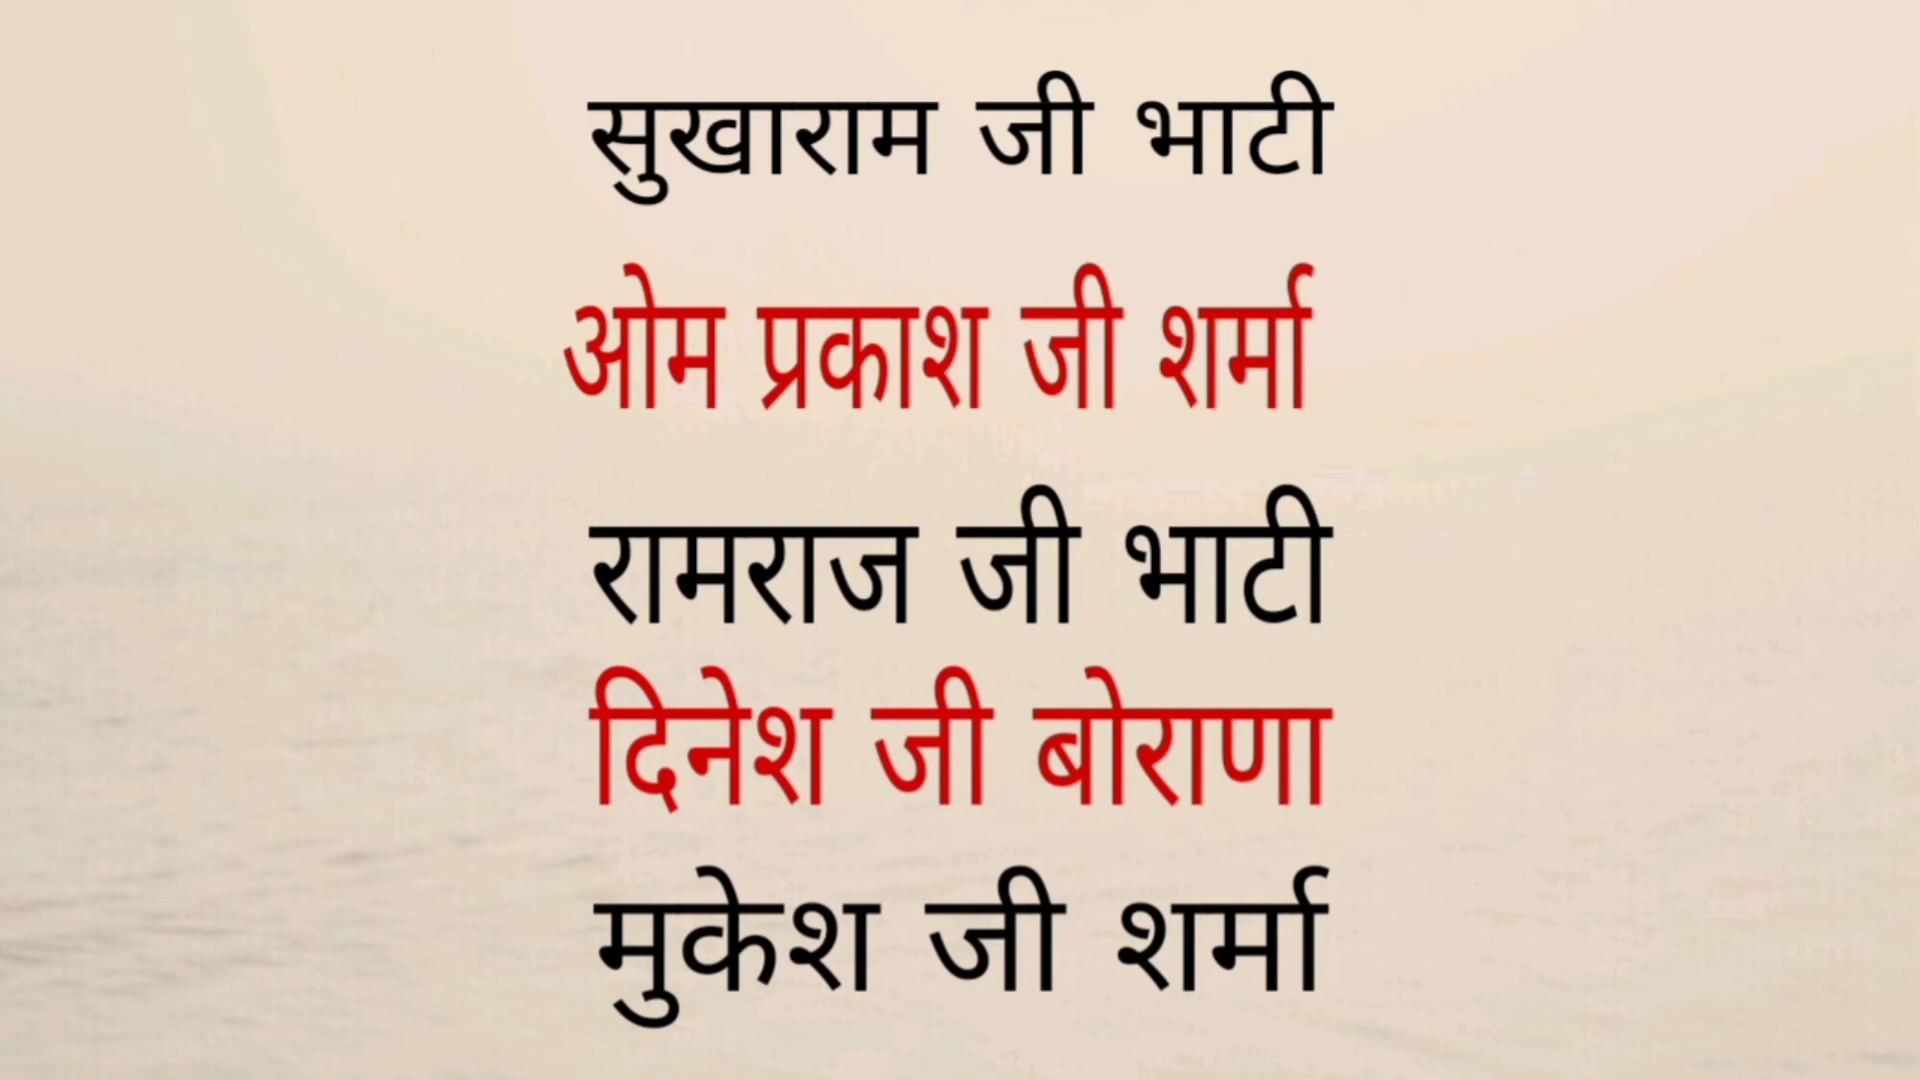 सुखाराम जी भाटी
ओम प्रकाश जी शर्मा
रामराज जी भाटी
दिनेश जी बोराणा
मुकेश जी शर्मा